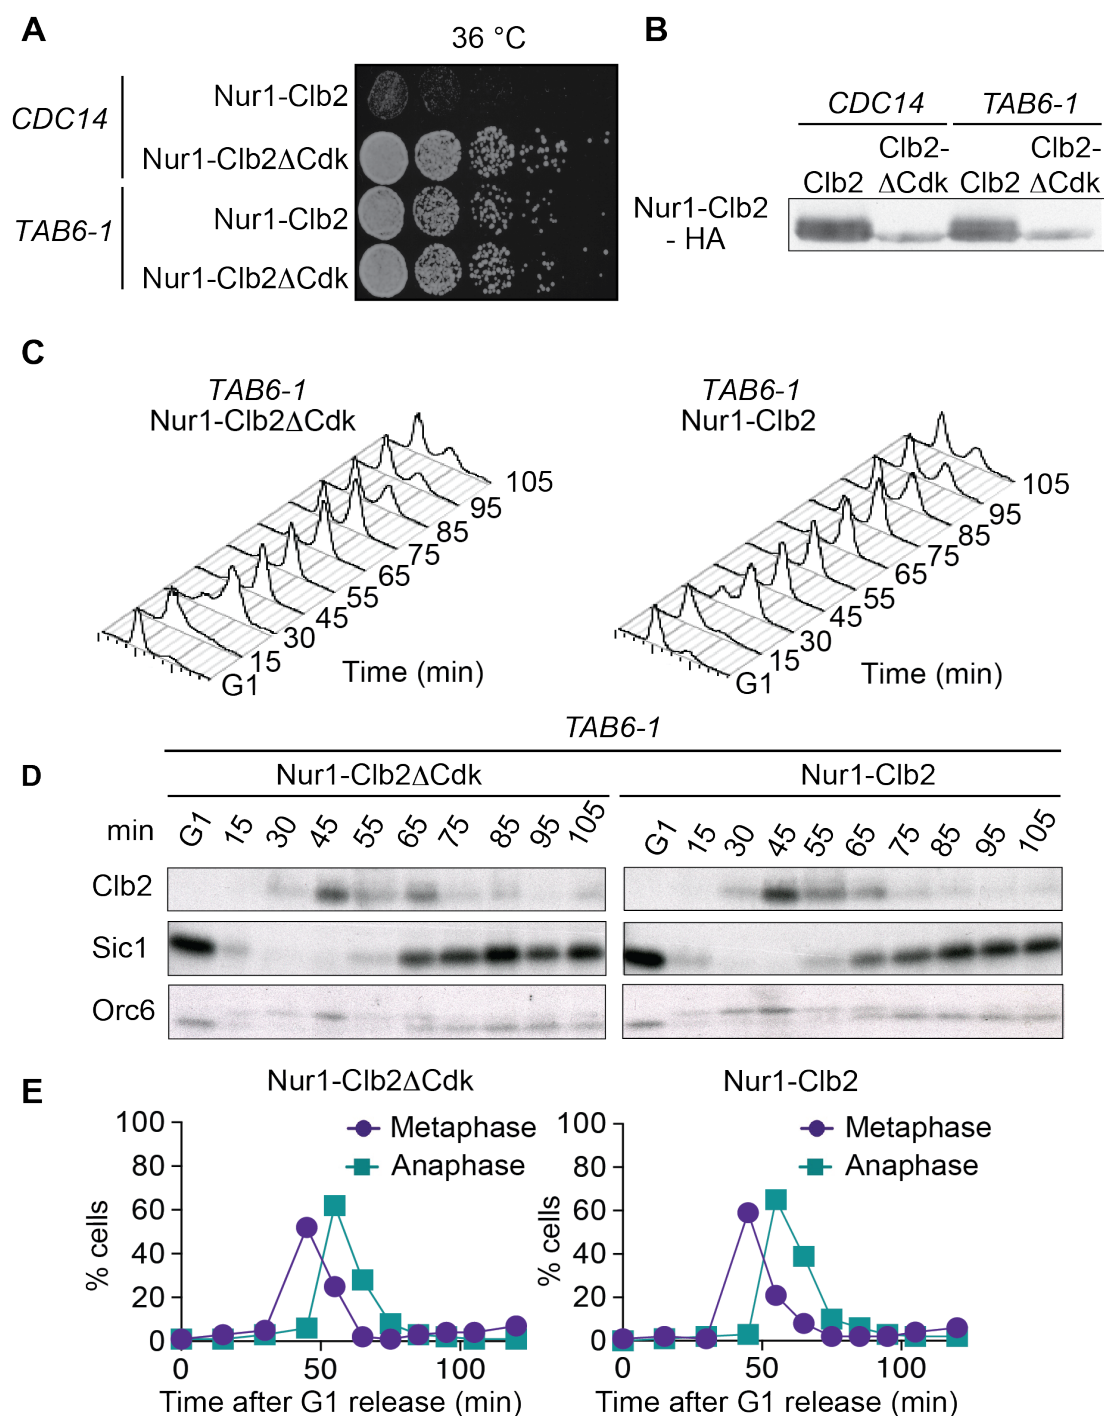 A
36 °C
CDC14
Nur1-Clb2
Nur1-Clb2ΔCdk
TAB6-1
Nur1-Clb2
Nur1-Clb2ΔCdk
B
CDC14 TAB6-1
Clb2 Clb2-ΔCdk Clb2 Clb2-ΔCdk
Nur1-Clb2
- HA
C
TAB6-1
Nur1-Clb2ΔCdk
G1 15 30 45 55 65 75 85 95 105
Time (min)
TAB6-1
Nur1-Clb2
G1 15 30 45 55 65 75 85 95 105
Time (min)
TAB6-1
D
Nur1-Clb2ΔCdk Nur1-Clb2
min G1 15 30 45 55 65 75 85 95 105 G1 15 30 45 55 65 75 85 95 105
Clb2
Sic1
Orc6
E
Nur1-Clb2ΔCdk
% cells
100
80
60
40
20
0
Metaphase
Anaphase
0 50 100
Time after G1 release (min)
Nur1-Clb2
% cells
100
80
60
40
20
0
Metaphase
Anaphase
0 50 100
Time after G1 release (min)